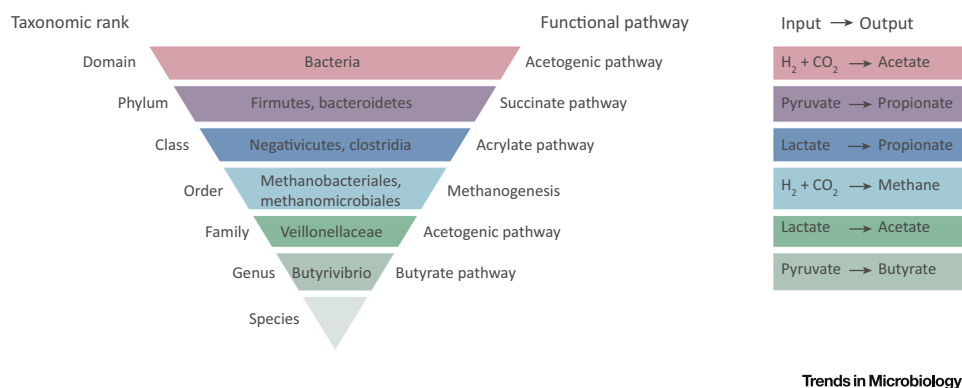 Taxonomic rank Functional pathway Input → Output
Domain Bacteria Acetogenic pathway H₂ + CO₂ → Acetate
Phylum Firmutes, bacteroidetes Succinate pathway Pyruvate → Propionate
Class Negativicutes, clostridia Acrylate pathway Lactate → Propionate
Order Methanobacteriales, methanomicrobiales Methanogenesis H₂ + CO₂ → Methane
Family Veillonellaceae Acetogenic pathway Lactate → Acetate
Genus Butyrivibrio Butyrate pathway Pyruvate → Butyrate
Species
Trends in Microbiology